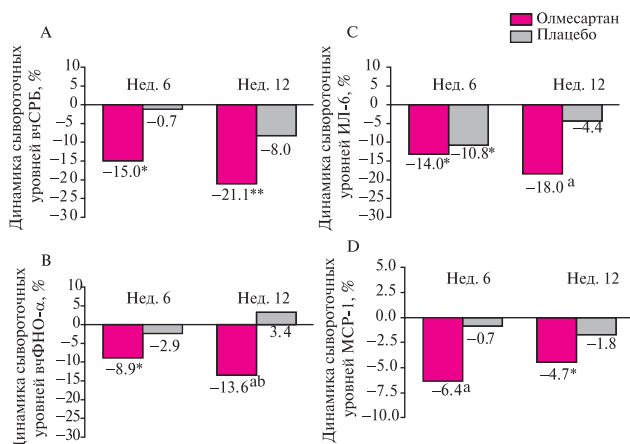 Олмесартан
Плацебо
A
Динамика сывороточных
уровней вчСРБ, %
10
5
0
−5
−10
−15
−20
−25
−30
Нед. 6
Нед. 12
−15.0*
−0.7
−21.1**
−8.0
C
Динамика сывороточных
уровней ИЛ-6, %
10
5
0
−5
−10
−15
−20
−25
−30
Нед. 6
Нед. 12
−14.0*
−10.8*
−18.0 a
−4.4
B
Динамика сывороточных
уровней вчФНО-α, %
10
5
0
−5
−10
−15
−20
−25
−30
Нед. 6
Нед. 12
−8.9*
−2.9
−13.6 ab
3.4
D
Динамика сывороточных
уровней MCP-1, %
5.0
2.5
0.0
−2.5
−5.0
−7.5
−10.0
Нед. 6
Нед. 12
−6.4 a
−0.7
−4.7*
−1.8